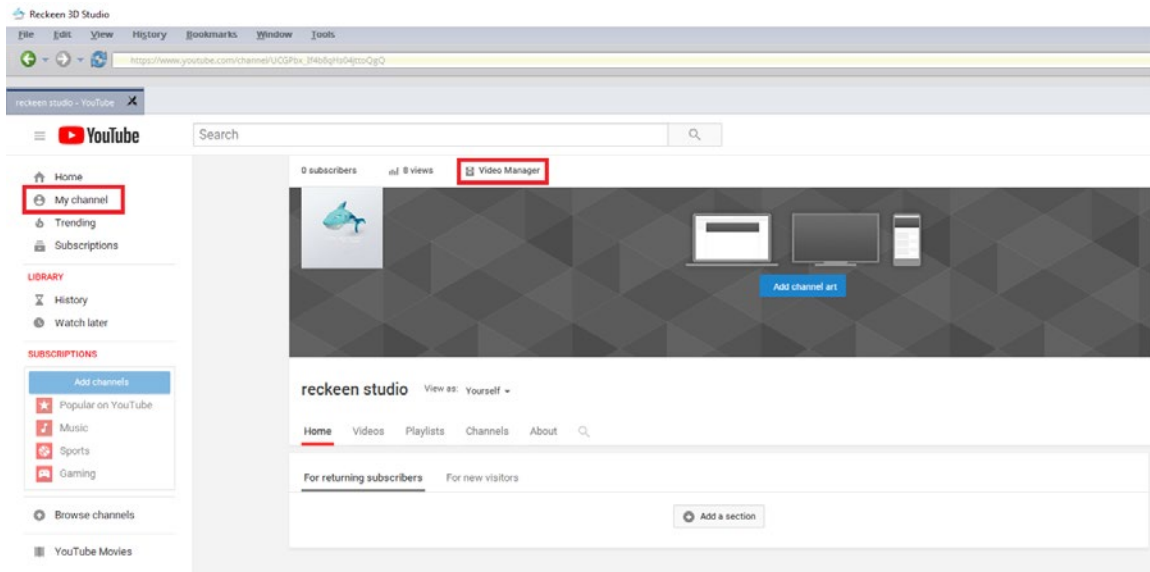 Reckeen 3D Studio
File Edit View History Bookmarks Window Tools
reckeen studio - YouTube X
YouTube
Search
Home
My channel
Trending
Subscriptions
LIBRARY
History
Watch later
SUBSCRIPTIONS
Add channels
Popular on YouTube
Music
Sports
Gaming
Browse channels
YouTube Movies
0 subscribers 8 views Video Manager
Add channel art
reckeen studio View as: Yourself
Home Videos Playlists Channels About
For returning subscribers For new visitors
Add a section